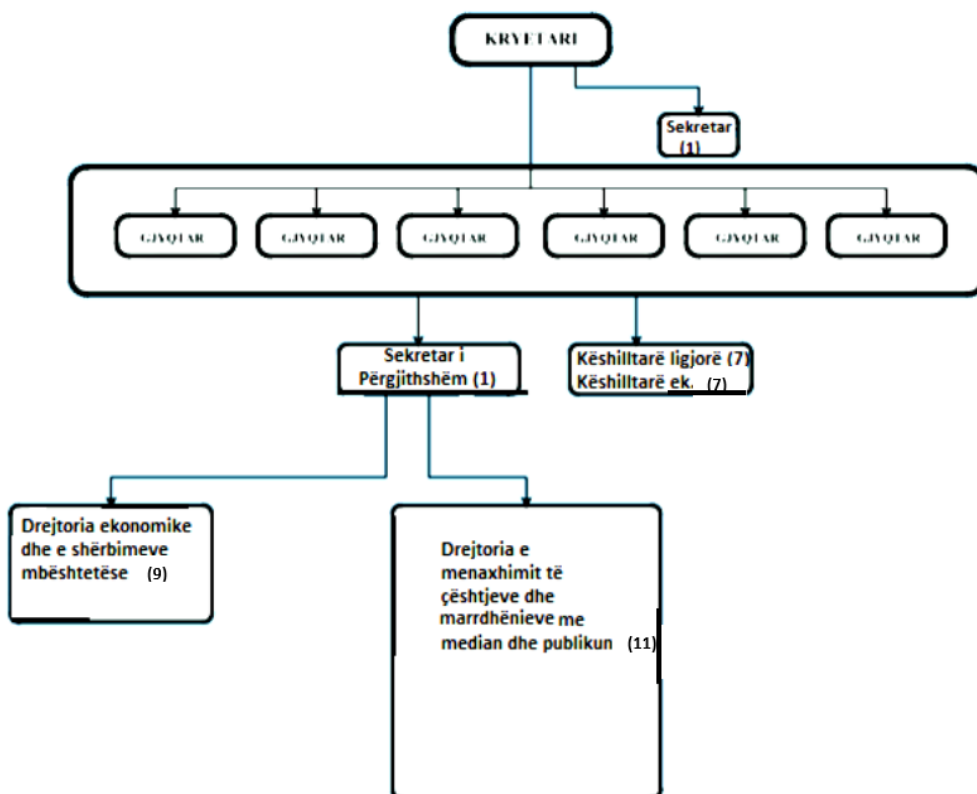 KRYETARI
Sekretar
(1)
GJYQTAR
GJYQTAR
GJYQTAR
GJYQTAR
GJYQTAR
GJYQTAR
Sekretar i
Përgjithshëm (1)
Këshilltarë ligjorë (7)
Këshilltarë ek. (7)
Drejtoria ekonomike
dhe e shërbimeve
mbështetëse (9)
Drejtoria e
menaxhimit të
çështjeve dhe
marrdhënieve me
median dhe publikun (11)